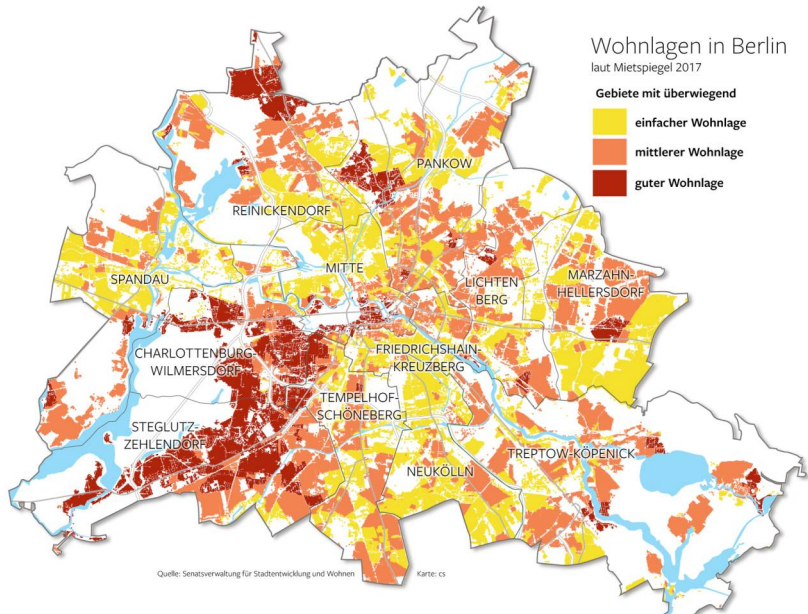 Wohnlagen in Berlin
laut Mietspiegel 2017
Gebiete mit überwiegend
einfacher Wohnlage
mittlerer Wohnlage
guter Wohnlage
PANKOW
REINICKENDORF
SPANDAU
MITTE
LICHTEN
BERG
MARZAHN-
HELLERSDORF
CHARLOTTENBURG-
WILMERSDORF
FRIEDRICHSHAIN-
KREUZBERG
TEMPELHOF-
SCHÖNEBERG
STEGLUTZ-
ZEHLENDORF
NEUKÖLLN
TREPTOW-KÖPENICK
Quelle: Senatsverwaltung für Stadtentwicklung und Wohnen
Karte: cs